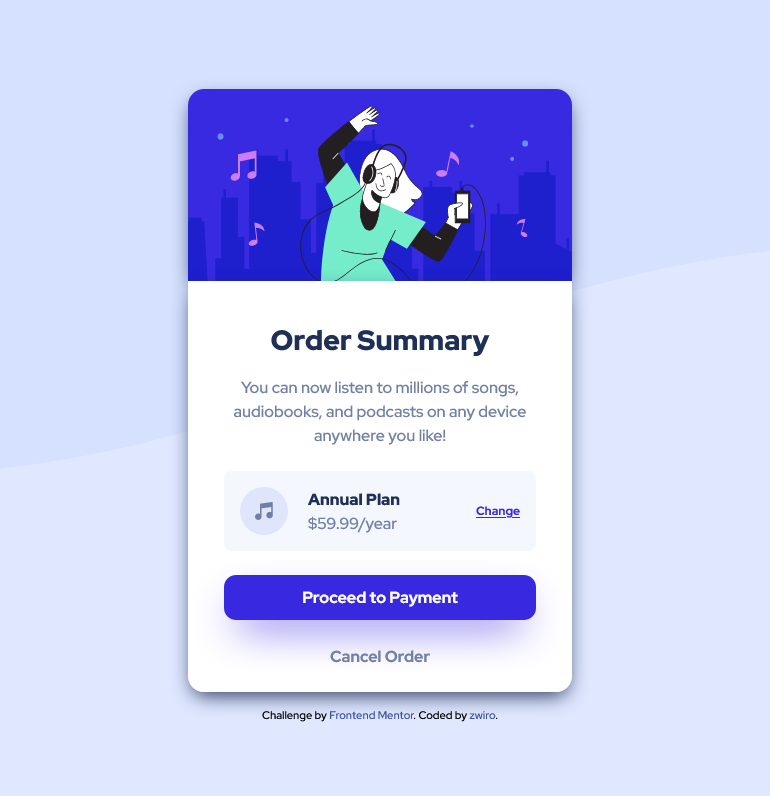 Order Summary
You can now listen to millions of songs,
audiobooks, and podcasts on any device
anywhere you like!
Annual Plan
$59.99/year
Change
Proceed to Payment
Cancel Order
Challenge by Frontend Mentor. Coded by zwiro.